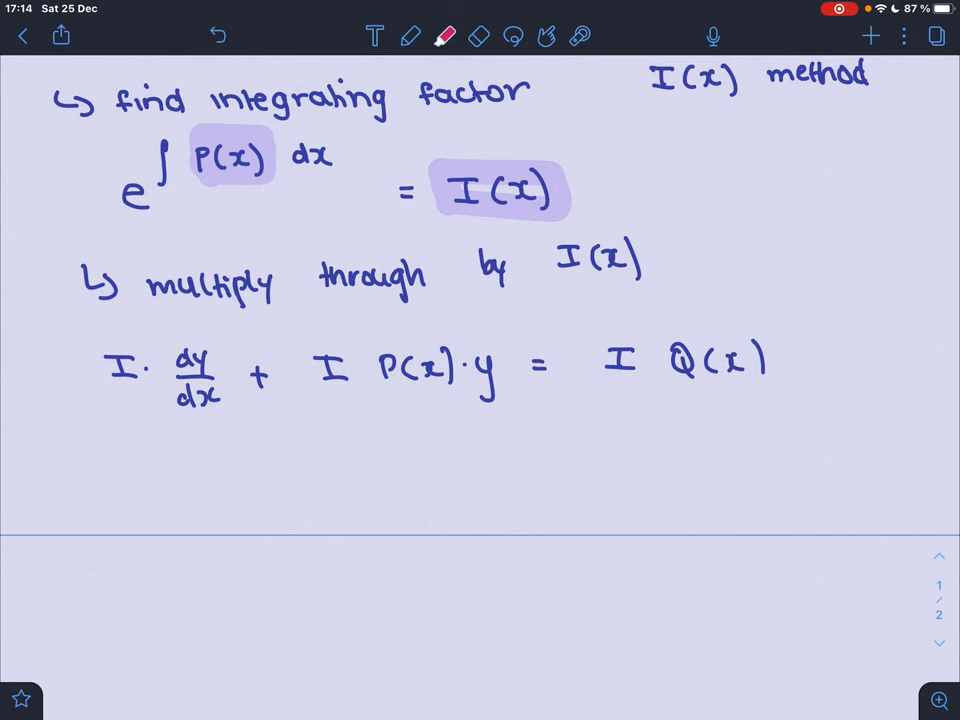 17:14 Sat 25 Dec 87 %
T
I(x) method
↳ find integrating factor
e^∫ P(x) dx = I(x)
↳ multiply through by I(x)
I · dy/dx + I P(x) · y = I Q(x)
1
/
2